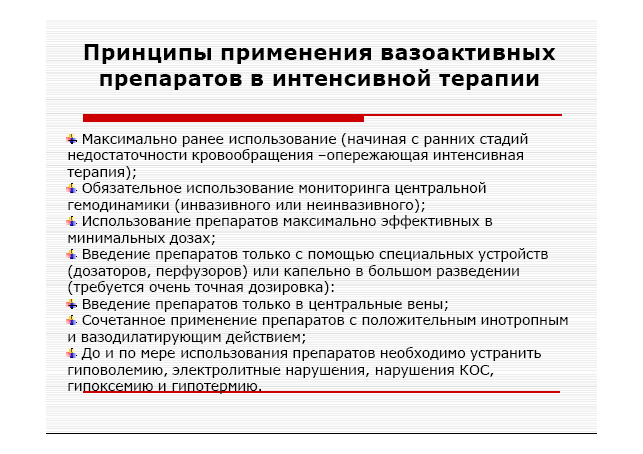 Принципы применения вазоактивных
препаратов в интенсивной терапии
Максимально ранее использование (начиная с ранних стадий
недостаточности кровообращения –опережающая интенсивная
терапия);
Обязательное использование мониторинга центральной
гемодинамики (инвазивного или неинвазивного);
Использование препаратов максимально эффективных в
минимальных дозах;
Введение препаратов только с помощью специальных устройств
(дозаторов, перфузоров) или капельно в большом разведении
(требуется очень точная дозировка):
Введение препаратов только в центральные вены;
Сочетанное применение препаратов с положительным инотропным
и вазодилатирующим действием;
До и по мере использования препаратов необходимо устранить
гиповолемию, электролитные нарушения, нарушения КОС,
гипоксемию и гипотермию.